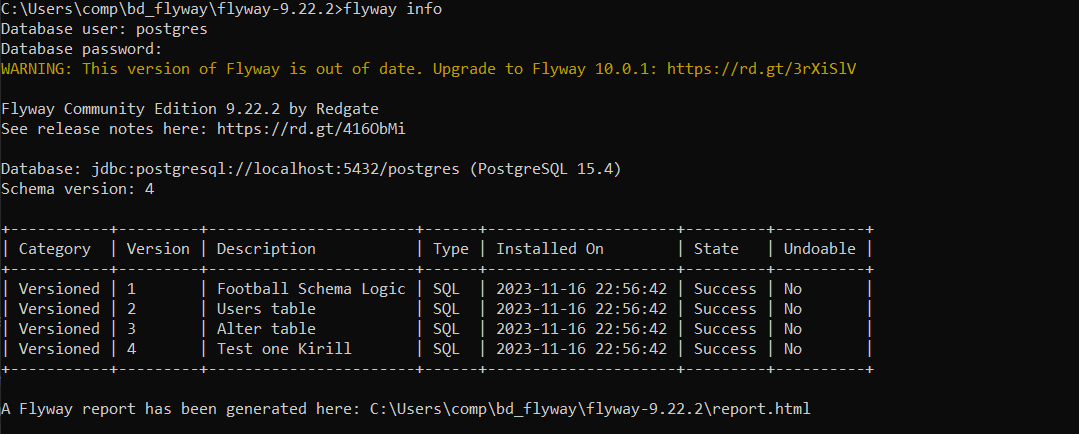 C:\Users\comp\bd_flyway\flyway-9.22.2>flyway info
Database user: postgres
Database password:
WARNING: This version of Flyway is out of date. Upgrade to Flyway 10.0.1: https://rd.gt/3rXiSlV
Flyway Community Edition 9.22.2 by Redgate
See release notes here: https://rd.gt/416ObMi
Database: jdbc:postgresql://localhost:5432/postgres (PostgreSQL 15.4)
Schema version: 4
+-----------+---------+-----------------------+------+---------------------+---------+----------+
| Category  | Version | Description           | Type | Installed On        | State   | Undoable |
+-----------+---------+-----------------------+------+---------------------+---------+----------+
| Versioned | 1       | Football Schema Logic | SQL  | 2023-11-16 22:56:42 | Success | No       |
| Versioned | 2       | Users table           | SQL  | 2023-11-16 22:56:42 | Success | No       |
| Versioned | 3       | Alter table           | SQL  | 2023-11-16 22:56:42 | Success | No       |
| Versioned | 4       | Test one Kirill       | SQL  | 2023-11-16 22:56:42 | Success | No       |
+-----------+---------+-----------------------+------+---------------------+---------+----------+
A Flyway report has been generated here: C:\Users\comp\bd_flyway\flyway-9.22.2\report.html